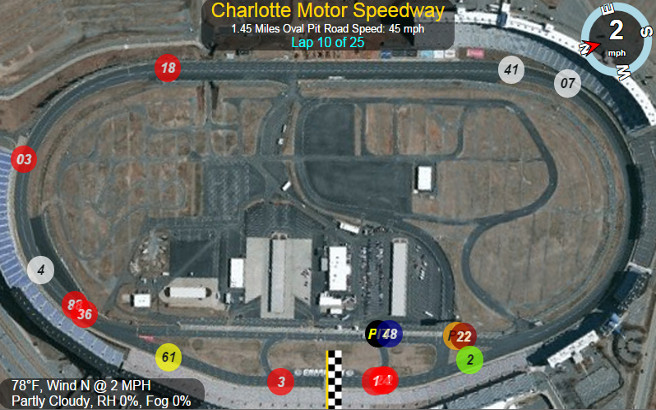 Charlotte Motor Speedway
1.45 Miles Oval Pit Road Speed: 45 mph
Lap 10 of 25
E
S
N
W
2
mph
18
41
07
03
4
36
48
22
61
2
3
78°F, Wind N @ 2 MPH
Partly Cloudy, RH 0%, Fog 0%